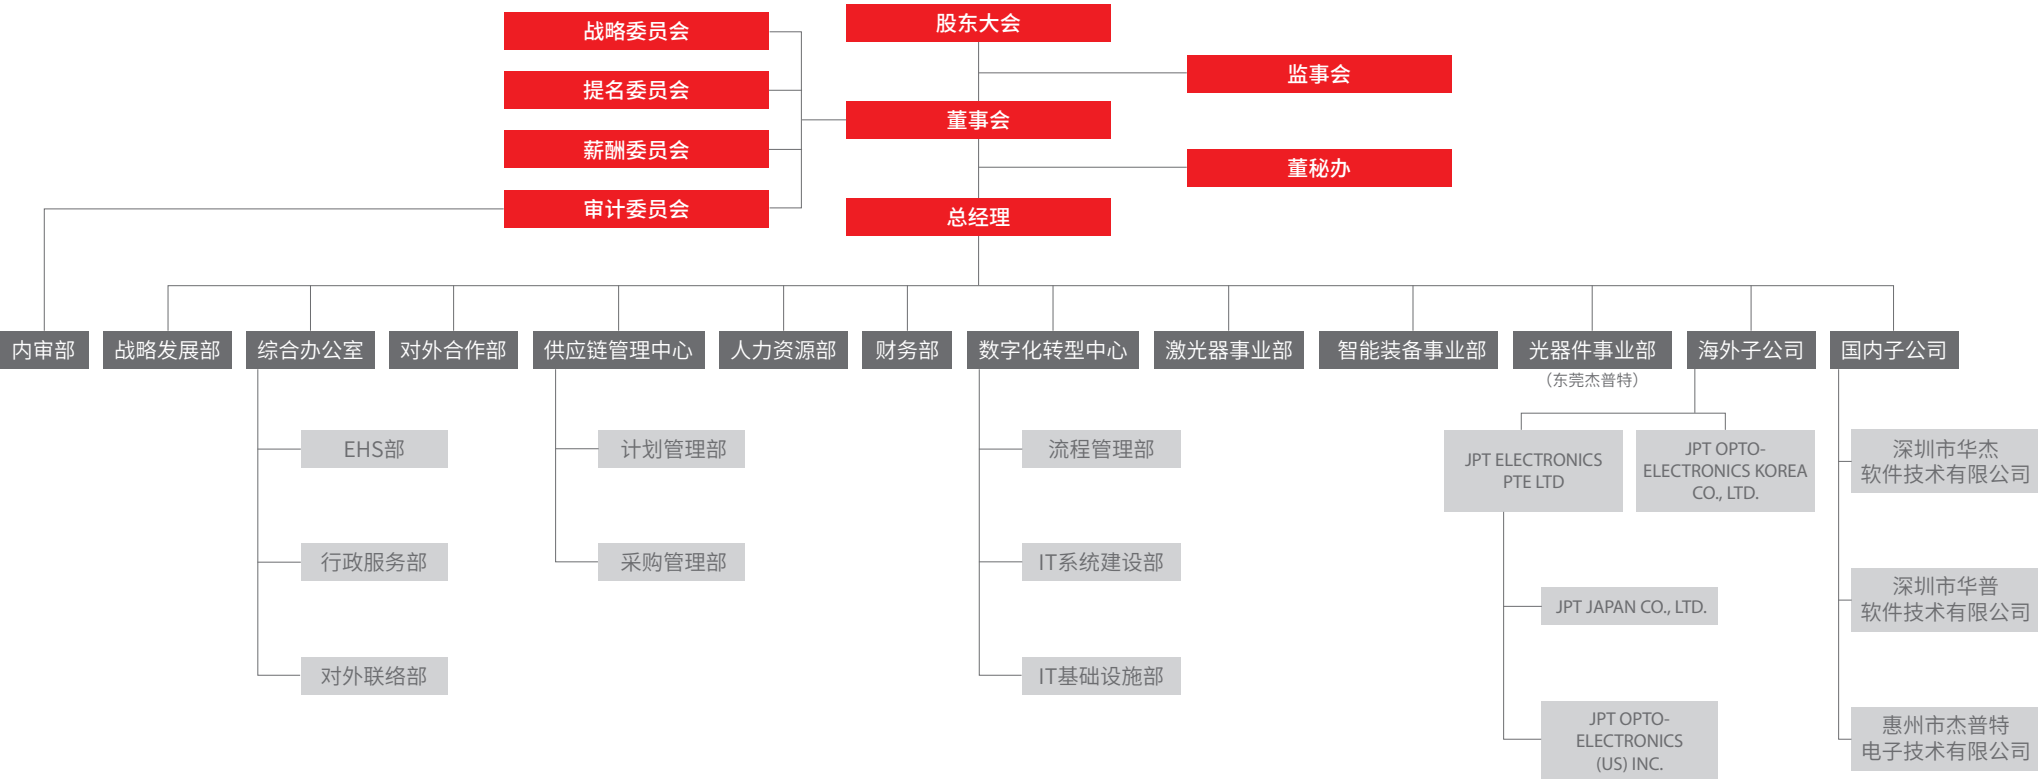 战略委员会
股东大会
监事会
提名委员会
董事会
薪酬委员会
董秘办
审计委员会
总经理
内审部
战略发展部
综合办公室
对外合作部
供应链管理中心
人力资源部
财务部
数字化转型中心
激光器事业部
智能装备事业部
光器件事业部
（东莞杰普特）
海外子公司
国内子公司
EHS部
行政服务部
对外联络部
计划管理部
采购管理部
流程管理部
IT系统建设部
IT基础设施部
JPT ELECTRONICS
PTE LTD
JPT OPTO-
ELECTRONICS KOREA
CO., LTD.
JPT JAPAN CO., LTD.
JPT OPTO-
ELECTRONICS
(US) INC.
深圳市华杰
软件技术有限公司
深圳市华普
软件技术有限公司
惠州市杰普特
电子技术有限公司